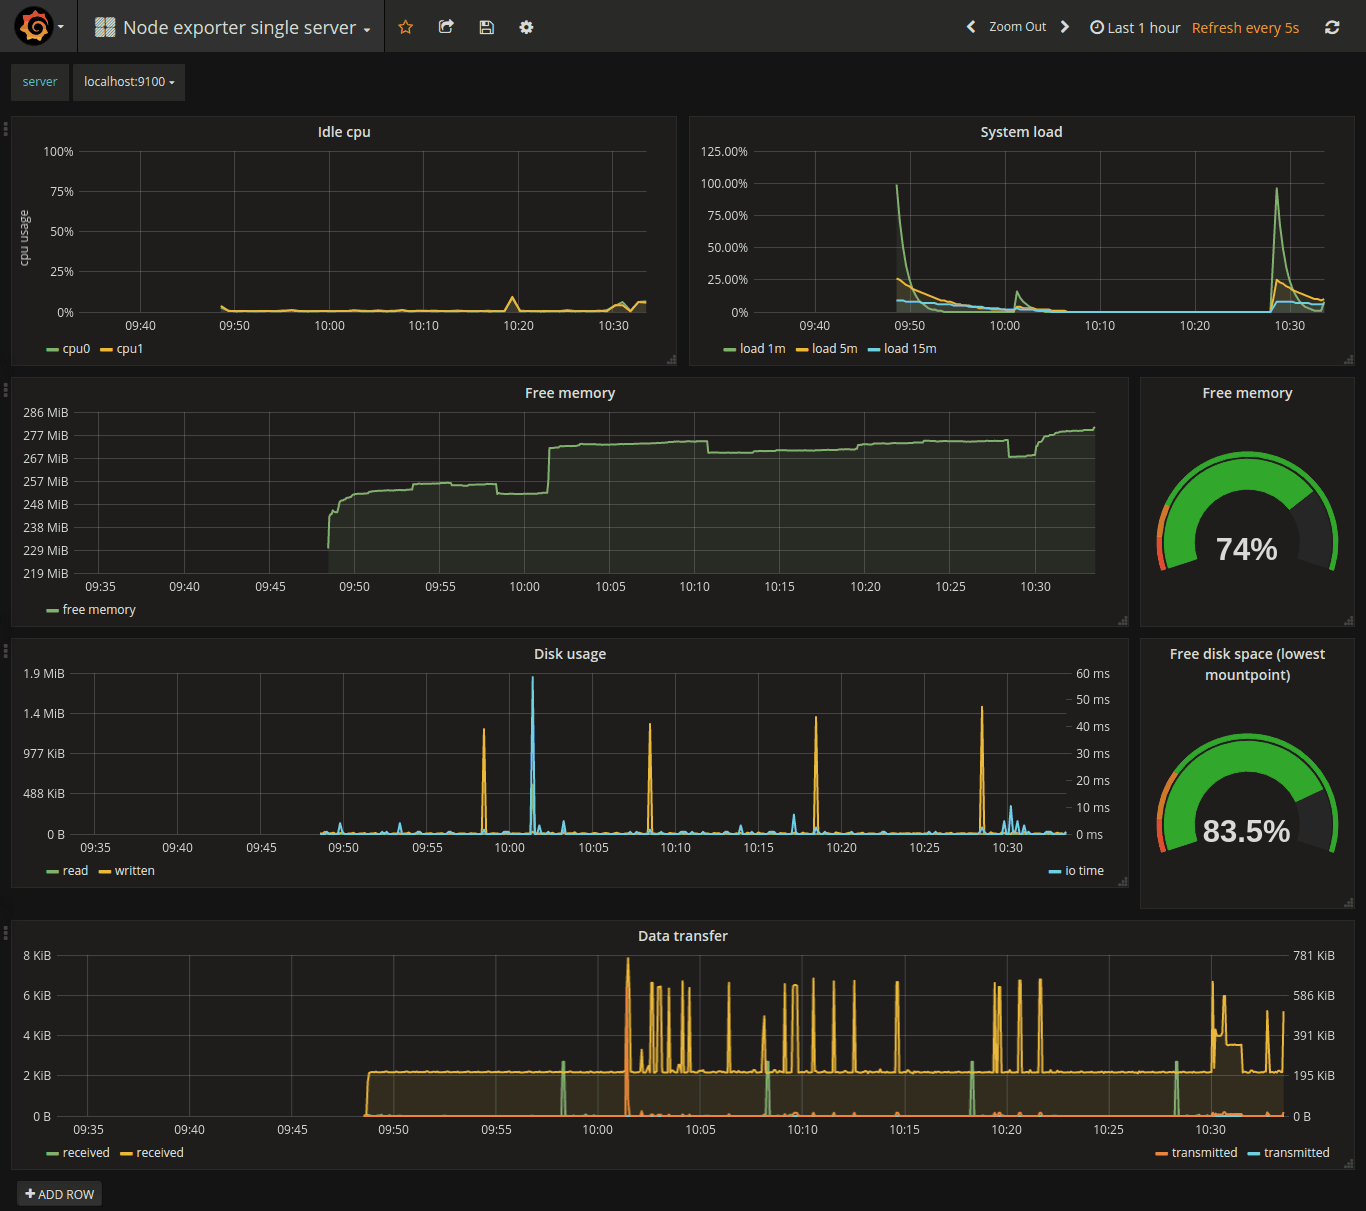 Node exporter single server
Zoom Out
Last 1 hour Refresh every 5s
server localhost:9100
Idle cpu
100%
75%
50%
25%
0%
cpu usage
09:40 09:50 10:00 10:10 10:20 10:30
cpu0 cpu1
System load
125.00%
100.00%
75.00%
50.00%
25.00%
0%
09:40 09:50 10:00 10:10 10:20 10:30
load 1m load 5m load 15m
Free memory
286 MiB
277 MiB
267 MiB
257 MiB
248 MiB
238 MiB
229 MiB
219 MiB
09:35 09:40 09:45 09:50 09:55 10:00 10:05 10:10 10:15 10:20 10:25 10:30
free memory
Free memory
74%
Disk usage
1.9 MiB
1.4 MiB
977 KiB
488 KiB
0 B
60 ms
50 ms
40 ms
30 ms
20 ms
10 ms
0 ms
09:35 09:40 09:45 09:50 09:55 10:00 10:05 10:10 10:15 10:20 10:25 10:30
read written io time
Free disk space (lowest
mountpoint)
83.5%
Data transfer
8 KiB
6 KiB
4 KiB
2 KiB
0 B
781 KiB
586 KiB
391 KiB
195 KiB
0 B
09:35 09:40 09:45 09:50 09:55 10:00 10:05 10:10 10:15 10:20 10:25 10:30
received received transmitted transmitted
+ ADD ROW